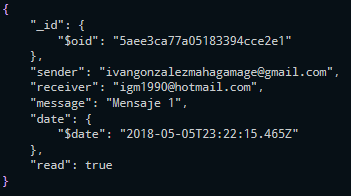 {
    "_id": {
        "$oid": "5aee3ca77a05183394cce2e1"
    },
    "sender": "ivangonzalezmahagamage@gmail.com",
    "receiver": "igm1990@hotmail.com",
    "message": "Mensaje 1",
    "date": {
        "$date": "2018-05-05T23:22:15.465Z"
    },
    "read": true
}